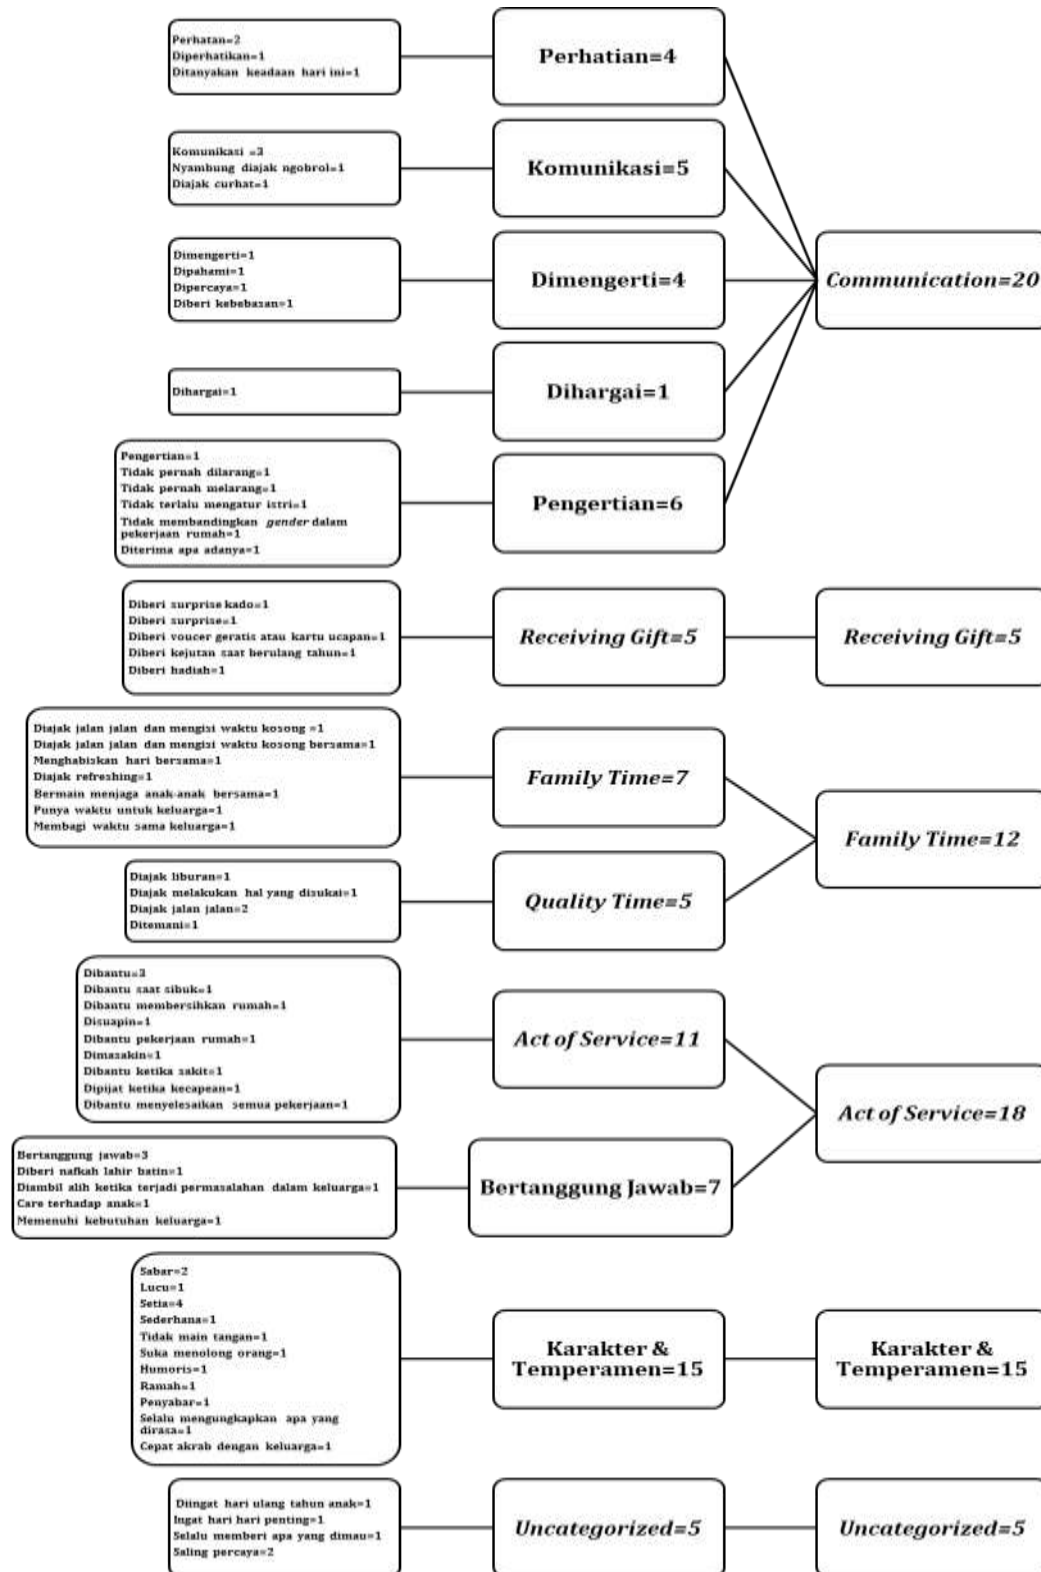 Perhatan=2
Diperhatikan=1
Ditanyakan keadaan hari ini=1
Perhatian=4
Komunikasi =3
Nyambung diajak ngobrol=1
Diajak curhat=1
Komunikasi=5
Dimengerti=1
Dipahami=1
Dipercaya=1
Diberi kebebasan=1
Dimengerti=4
Communication=20
Dihargai=1
Dihargai=1
Pengertian=1
Tidak pernah dilarang=1
Tidak pernah melarang=1
Tidak terlalu mengatur istri=1
Tidak membandingkan gender dalam
pekerjaan rumah=1
Diterima apa adanya=1
Pengertian=6
Diberi surprise kado=1
Diberi surprise=1
Diberi voucer geratis atau kartu ucapan=1
Diberi kejutan saat berulang tahun=1
Diberi hadiah=1
Receiving Gift=5
Receiving Gift=5
Diajak jalan jalan dan mengisi waktu kosong =1
Diajak jalan jalan dan mengisi waktu kosong bersama=1
Menghabiskan hari bersama=1
Diajak refreshing=1
Bermain menjaga anak-anak bersama=1
Punya waktu untuk keluarga=1
Membagi waktu sama keluarga=1
Family Time=7
Family Time=12
Diajak liburan=1
Diajak melakukan hal yang disukai=1
Diajak jalan jalan=2
Ditemani=1
Quality Time=5
Dibantu=3
Dibantu saat sibuk=1
Dibantu membersihkan rumah=1
Disuapin=1
Dibantu pekerjaan rumah=1
Dimasakin=1
Dibantu ketika sakit=1
Dipijat ketika kecapean=1
Dibantu menyelesaikan semua pekerjaan=1
Act of Service=11
Act of Service=18
Bertanggung jawab=3
Diberi nafkah lahir batin=1
Diambil alih ketika terjadi permasalahan dalam keluarga=1
Care terhadap anak=1
Memenuhi kebutuhan keluarga=1
Bertanggung Jawab=7
Sabar=2
Lucu=1
Setia=4
Sederhana=1
Tidak main tangan=1
Suka menolong orang=1
Humoris=1
Ramah=1
Penyabar=1
Selalu mengungkapkan apa yang
dirasa=1
Cepat akrab dengan keluarga=1
Karakter &
Temperamen=15
Karakter &
Temperamen=15
Diingat hari ulang tahun anak=1
Ingat hari hari penting=1
Selalu memberi apa yang dimau=1
Saling percaya=2
Uncategorized=5
Uncategorized=5